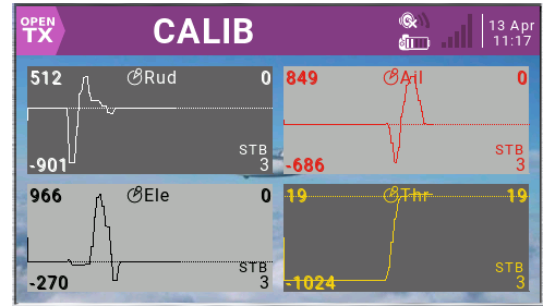 OPEN TX CALIB 13 Apr
11:17
512 Rud 0
STB
-901 3
849 Ail 0
STB
-686 3
966 Ele 0
STB
-270 3
19 Thr 19
STB
-1024 3